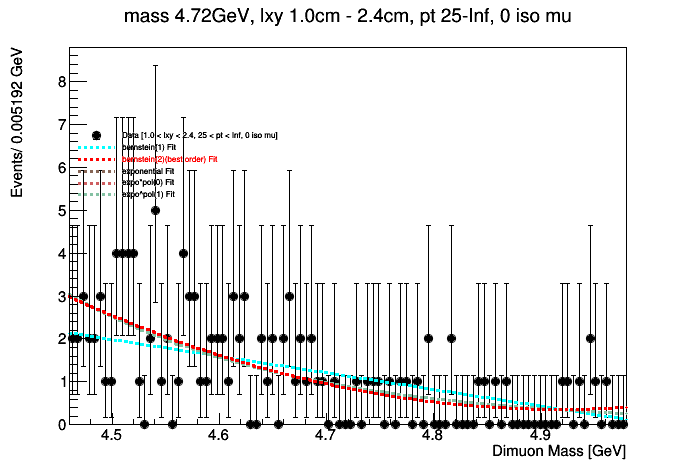 mass 4.72GeV, lxy 1.0cm - 2.4cm, pt 25-Inf, 0 iso mu
Events/ 0.005192 GeV
8
7
6
5
4
3
2
1
0
Data [1.0 < lxy < 2.4, 25 < pt < Inf, 0 iso mu]
bernstein(1) Fit
bernstein(2)(best order) Fit
exponential Fit
expo*pol(0) Fit
expo*pol(1) Fit
4.5 4.6 4.7 4.8 4.9
Dimuon Mass [GeV]